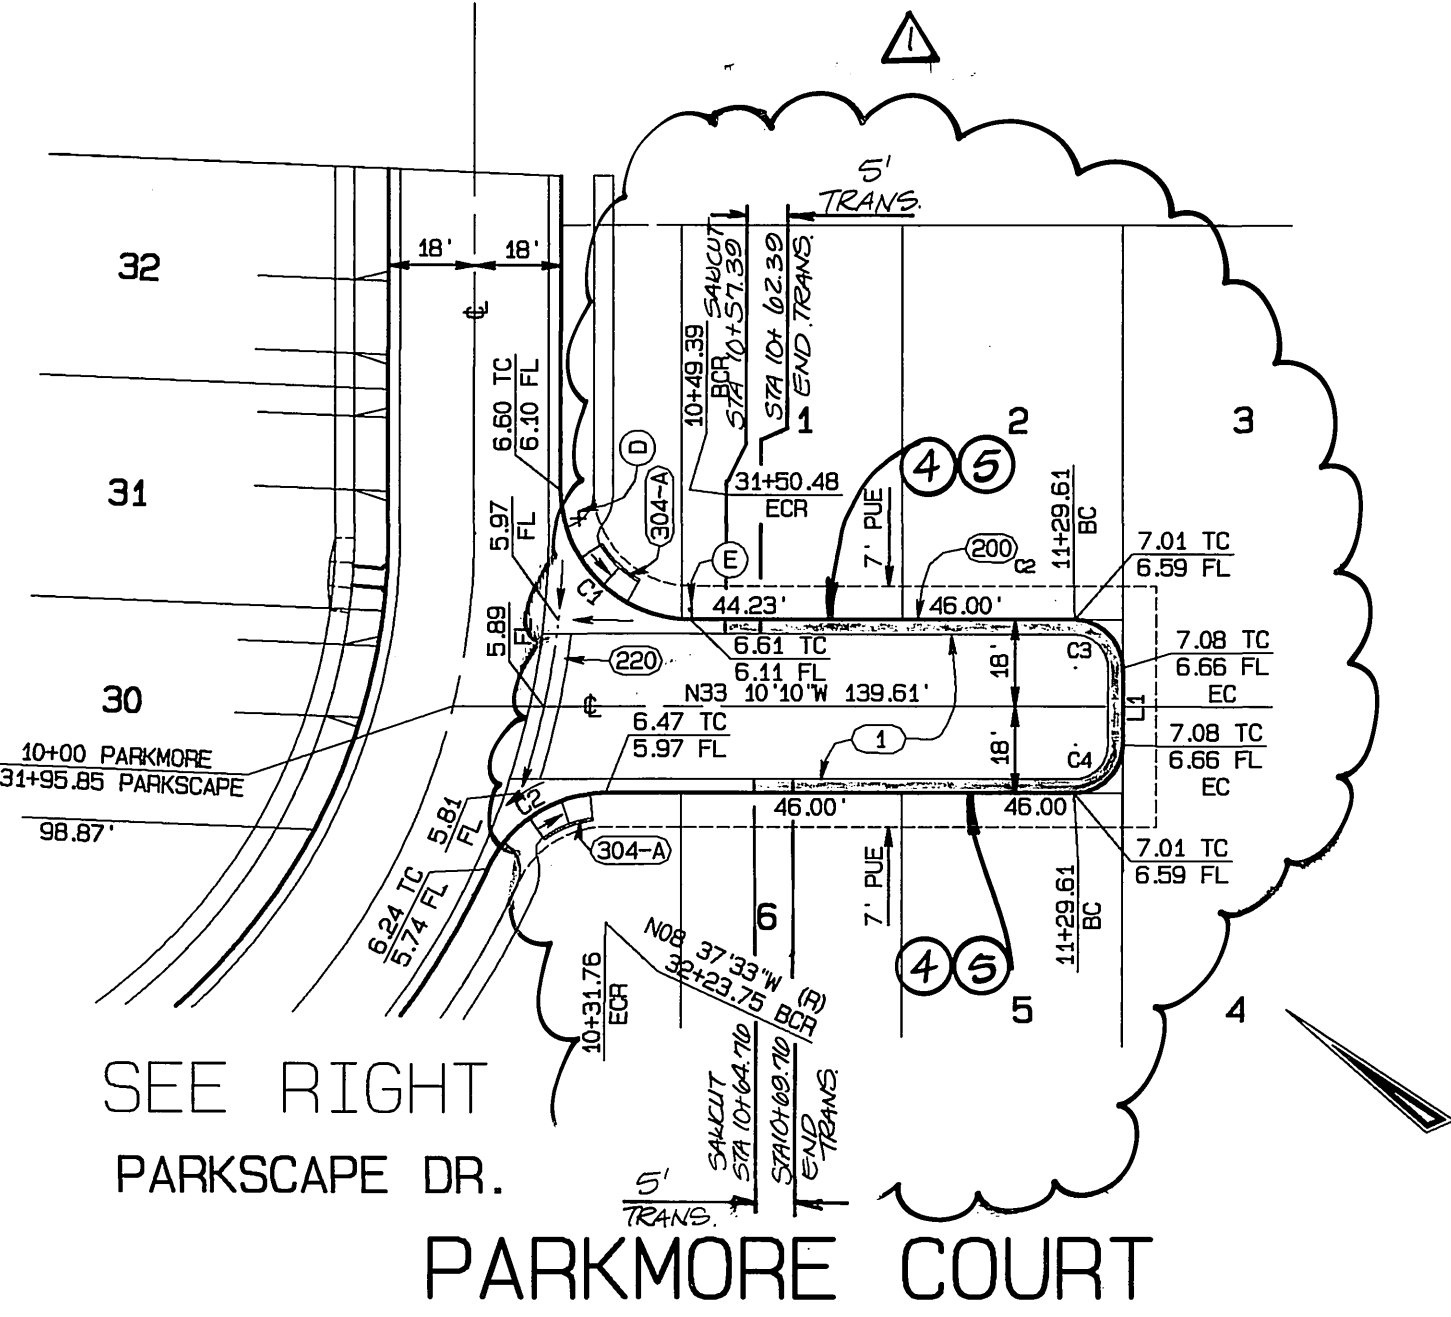 1
5'
TRANS.
32
18'
18'
℄
SAWCUT
STA 10+57.39
STA 10+62.39
END TRANS.
10+49.39
BCR
6.60 TC
6.10 FL
1
2
3
4 5
D
304-A
31+50.48
ECR
31
5.97
FL
E
7' PUE
200
C2
11+29.61
BC
7.01 TC
6.59 FL
C1
44.23'
46.00'
5.89
FL
220
6.61 TC
6.11 FL
18'
C3
7.08 TC
6.66 FL
EC
30
℄
N33 10'10"W 139.61'
L1
6.47 TC
5.97 FL
1
18'
C4
7.08 TC
6.66 FL
EC
10+00 PARKMORE
31+95.85 PARKSCAPE
98.87'
C2
5.81
FL
46.00'
46.00
304-A
7.01 TC
6.59 FL
7' PUE
11+29.61
BC
6.24 TC
5.74 FL
6
N08 37'33"W (R)
32+23.75 BCR
4 5
10+31.76
ECR
5
4
SAWCUT
STA 10+64.76
STA 10+69.76
END
TRANS.
SEE RIGHT
PARKSCAPE DR.
5'
TRANS.
PARKMORE COURT